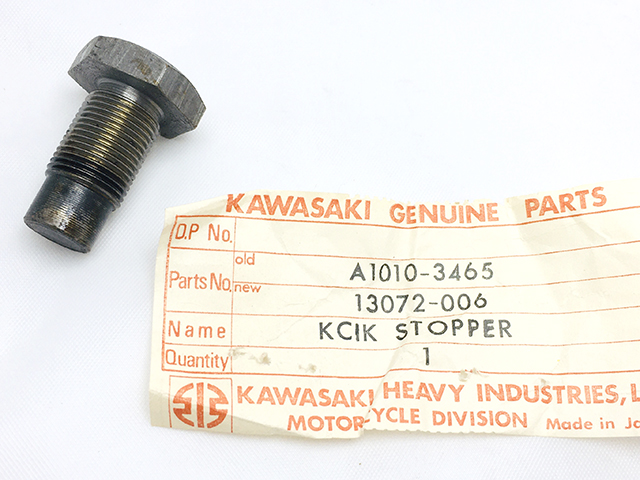 KAWASAKI GENUINE PARTS
O.P No.
Parts No. old A1010-3465
new 13072-006
Name KCIK STOPPER
Quantity 1
KAWASAKI HEAVY INDUSTRIES, L
MOTORCYCLE DIVISION Made in Ja